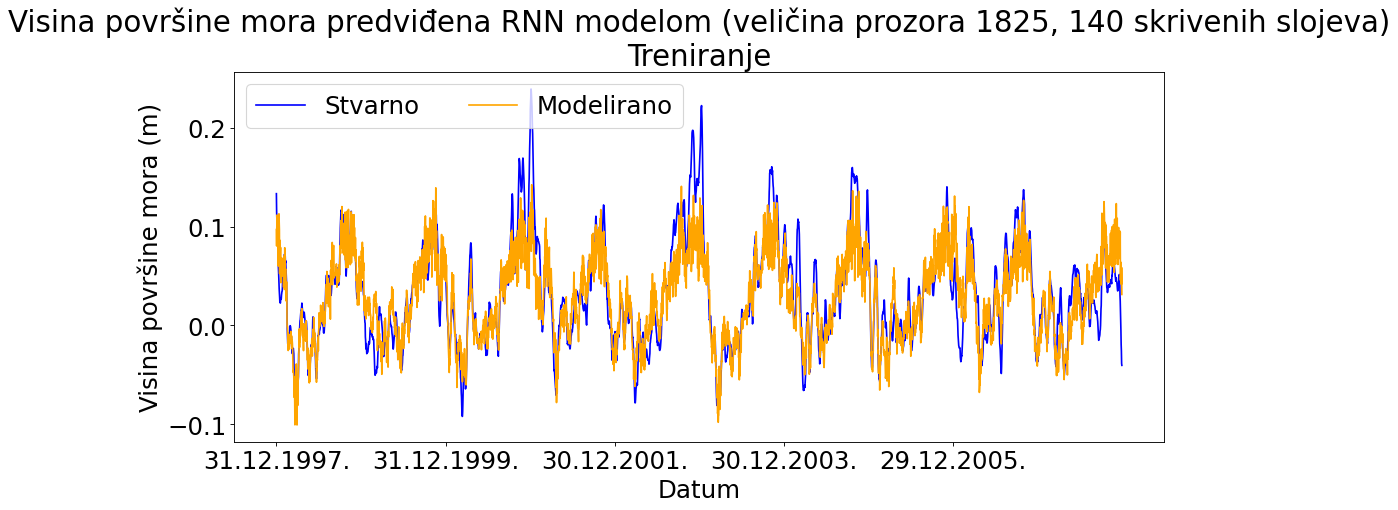 Visina površine mora predviđena RNN modelom (veličina prozora 1825, 140 skrivenih slojeva)
Treniranje
Stvarno
Modelirano
Visina površine mora (m)
0.2
0.1
0.0
−0.1
31.12.1997.
31.12.1999.
30.12.2001.
30.12.2003.
29.12.2005.
Datum